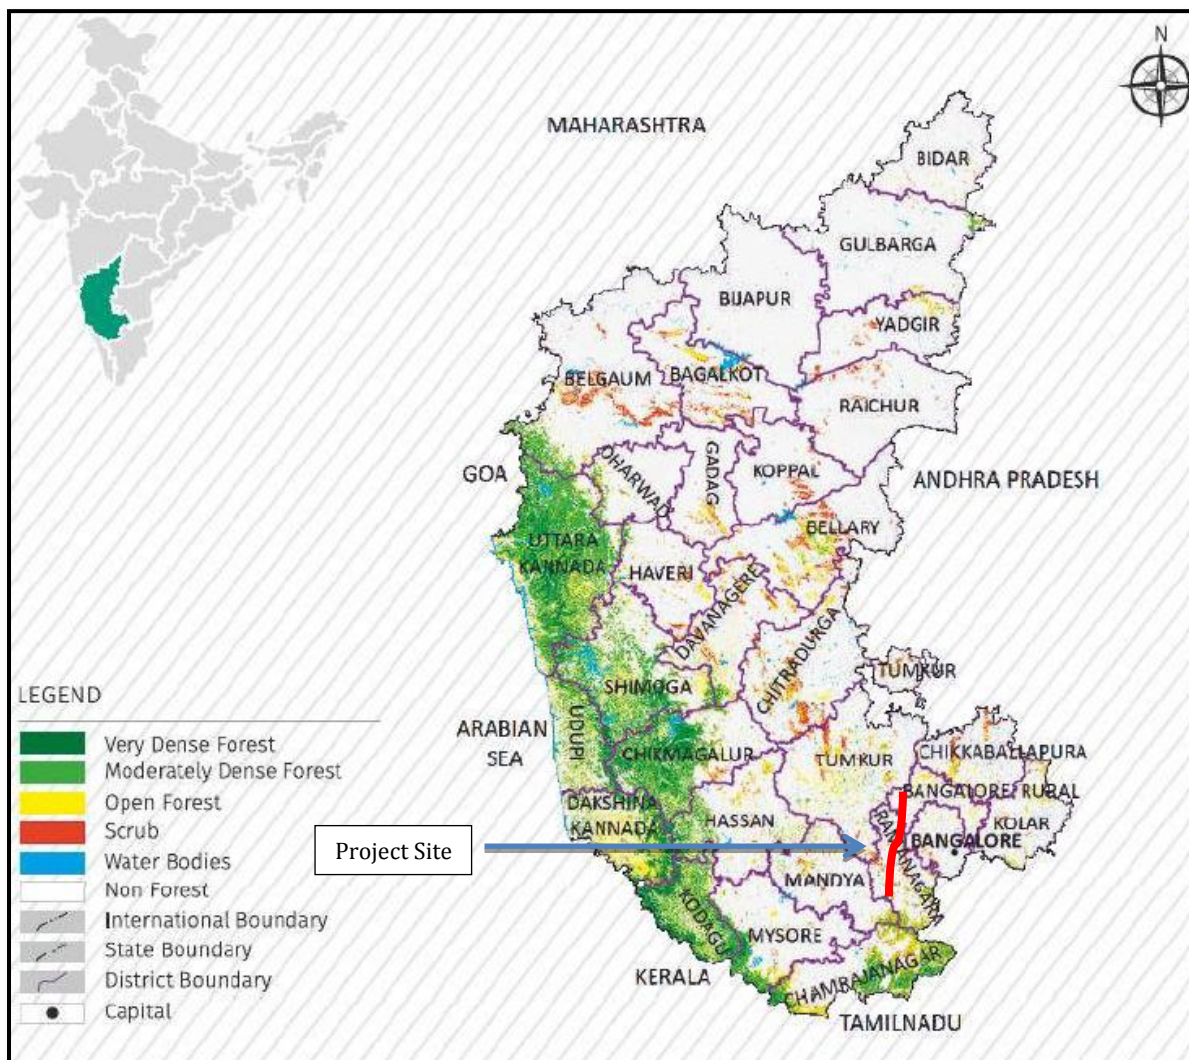 N
MAHARASHTRA
BIDAR
GULBARGA
BIJAPUR
YADGIR
BELGAUM
BAGALKOT
RAICHUR
GOA
DHARWAD
GADAG
KOPPAL
ANDHRA PRADESH
BELLARY
UTTARA
KANNADA
HAVERI
DAVANAGERE
CHITRADURGA
TUMKUR
SHIMOGA
LEGEND
ARABIAN
SEA
UDUPI
CHIKMAGALUR
TUMKUR
CHIKKABALLAPURA
BANGALORE RURAL
DAKSHINA
KANNADA
HASSAN
RAMANAGARA
BANGALORE
KOLAR
Project Site
MANDYA
KODAGU
MYSORE
KERALA
CHAMRAJANAGAR
TAMILNADU
Very Dense Forest
Moderately Dense Forest
Open Forest
Scrub
Water Bodies
Non Forest
International Boundary
State Boundary
District Boundary
Capital